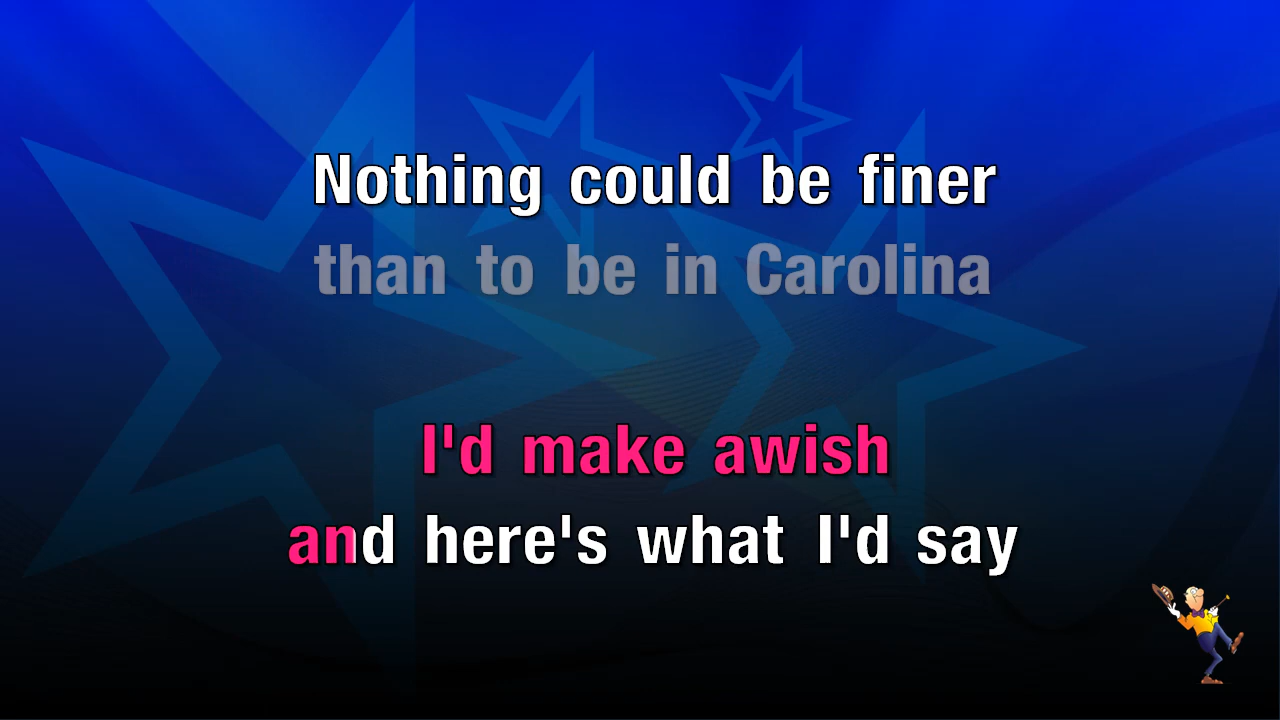 Nothing could be finer
than to be in Carolina
I'd make awish
and here's what I'd say